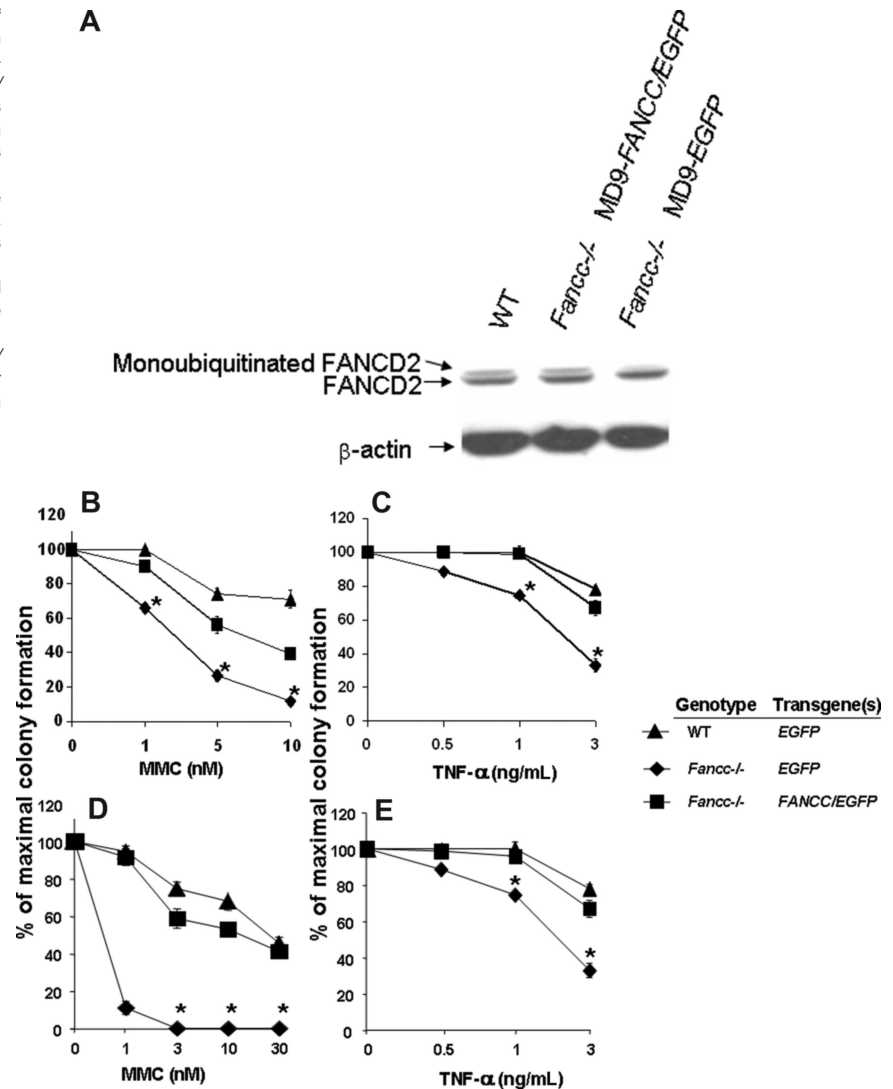 A
WT
Fancc-/- MD9-FANCC/EGFP
Fancc-/- MD9-EGFP
Monoubiquitinated FANCD2
FANCD2
β-actin
B
120
100
80
60
40
20
0
0 1 5 10
MMC (nM)
* * *
C
120
100
80
60
40
20
0
0 0.5 1 3
TNF-α (ng/mL)
* *
% of maximal colony formation
% of maximal colony formation
Genotype Transgene(s)
WT EGFP
Fancc-/- EGFP
Fancc-/- FANCC/EGFP
D
120
100
80
60
40
20
0
0 1 3 10 30
MMC (nM)
* * *
E
120
100
80
60
40
20
0
0 0.5 1 3
TNF-α (ng/mL)
* *